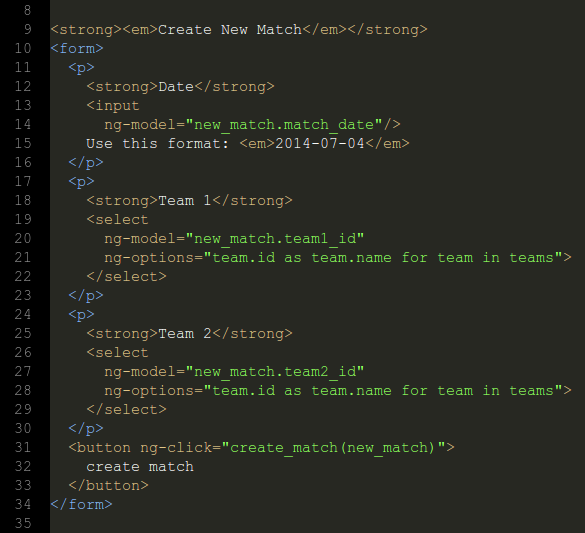 8
9 <strong><em>Create New Match</em></strong>
10 <form>
11   <p>
12     <strong>Date</strong>
13     <input
14       ng-model="new_match.match_date"/>
15     Use this format: <em>2014-07-04</em>
16   </p>
17   <p>
18     <strong>Team 1</strong>
19     <select
20       ng-model="new_match.team1_id"
21       ng-options="team.id as team.name for team in teams">
22     </select>
23   </p>
24   <p>
25     <strong>Team 2</strong>
26     <select
27       ng-model="new_match.team2_id"
28       ng-options="team.id as team.name for team in teams">
29     </select>
30   </p>
31   <button ng-click="create_match(new_match)">
32     create match
33   </button>
34 </form>
35